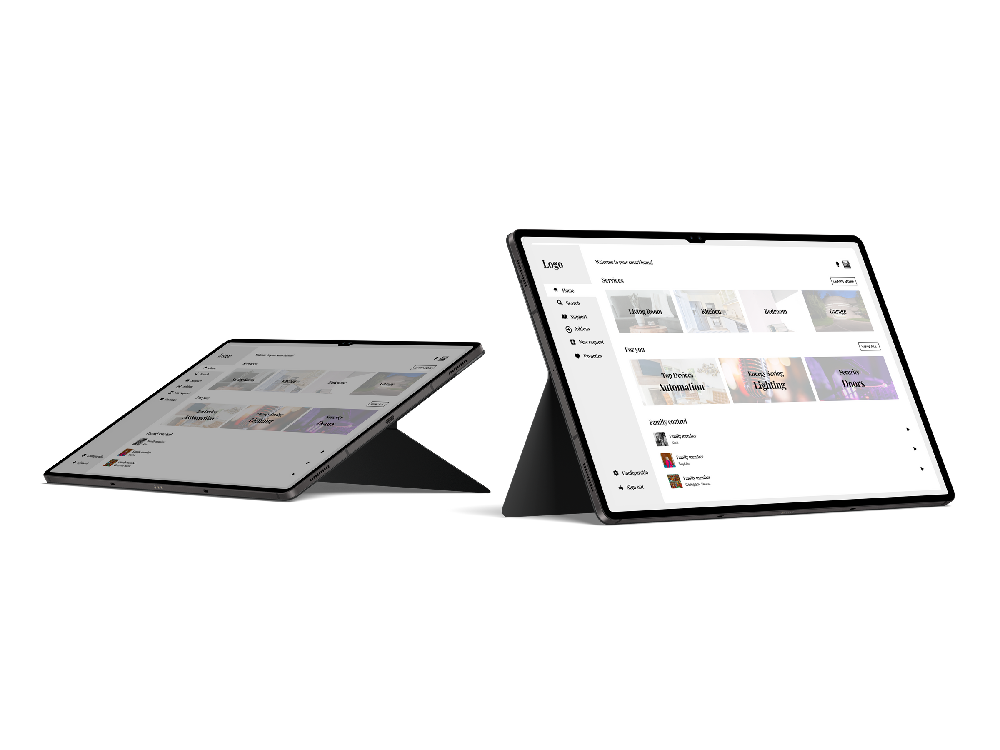 Logo
Welcome to your smart home!
Home
Search
Support
Addons
New request
Favorites
Configuratio
Sign out
Services
LEARN MORE
Living Room
Kitchen
Bedroom
Garage
For you
VIEW ALL
Top Devices
Automation
Energy Saving
Lighting
Security
Doors
Family control
Family member
Alex
Family member
Sophie
Family member
Company Name
Logo
Welcome to your smart home!
Home
Search
Support
Addons
New request
Favorites
Configuratio
Sign out
Services
LEARN MORE
Living Room
Kitchen
Bedroom
Garage
For you
VIEW ALL
Top Devices
Automation
Energy Saving
Lighting
Security
Doors
Family control
Family member
Alex
Family member
Sophie
Family member
Company Name